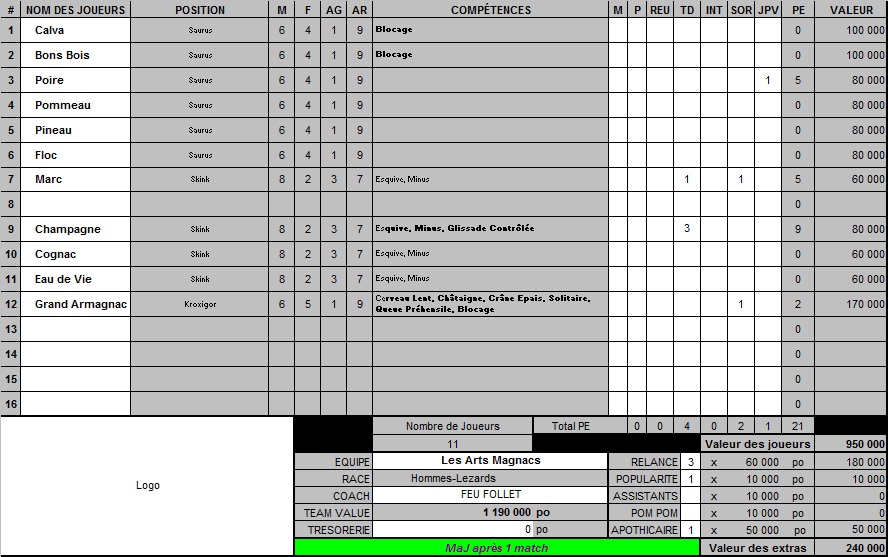 # NOM DES JOUEURS POSITION M F AG AR COMPÉTENCES M P REU TD INT SOR JPV PE VALEUR
1 Calva Saurus 6 4 1 9 Blocage 0 100 000
2 Bons Bois Saurus 6 4 1 9 Blocage 0 100 000
3 Poire Saurus 6 4 1 9 1 5 80 000
4 Pommeau Saurus 6 4 1 9 0 80 000
5 Pineau Saurus 6 4 1 9 0 80 000
6 Floc Saurus 6 4 1 9 0 80 000
7 Marc Skink 8 2 3 7 Esquive, Minus 1 1 5 60 000
8 0
9 Champagne Skink 8 2 3 7 Esquive, Minus, Glissade Contrôlée 3 9 80 000
10 Cognac Skink 8 2 3 7 Esquive, Minus 0 60 000
11 Eau de Vie Skink 8 2 3 7 Esquive, Minus 0 60 000
12 Grand Armagnac Kroxigor 6 5 1 9 Cerveau Lent, Châtaigne, Crâne Epais, Solitaire, 1 2 170 000
Queue Préhensile, Blocage
13 0
14 0
15 0
16 0
Nombre de Joueurs Total PE 0 0 4 0 2 1 21
11 Valeur des joueurs 950 000
EQUIPE Les Arts Magnacs RELANCE 3 x 60 000 po 180 000
RACE Hommes-Lezards POPULARITE 1 x 10 000 po 10 000
COACH FEU FOLLET ASSISTANTS x 10 000 po 0
TEAM VALUE 1 190 000 po POM POM x 10 000 po 0
TRESORERIE 0 po APOTHICAIRE 1 x 50 000 po 50 000
MaJ après 1 match Valeur des extras 240 000
Logo